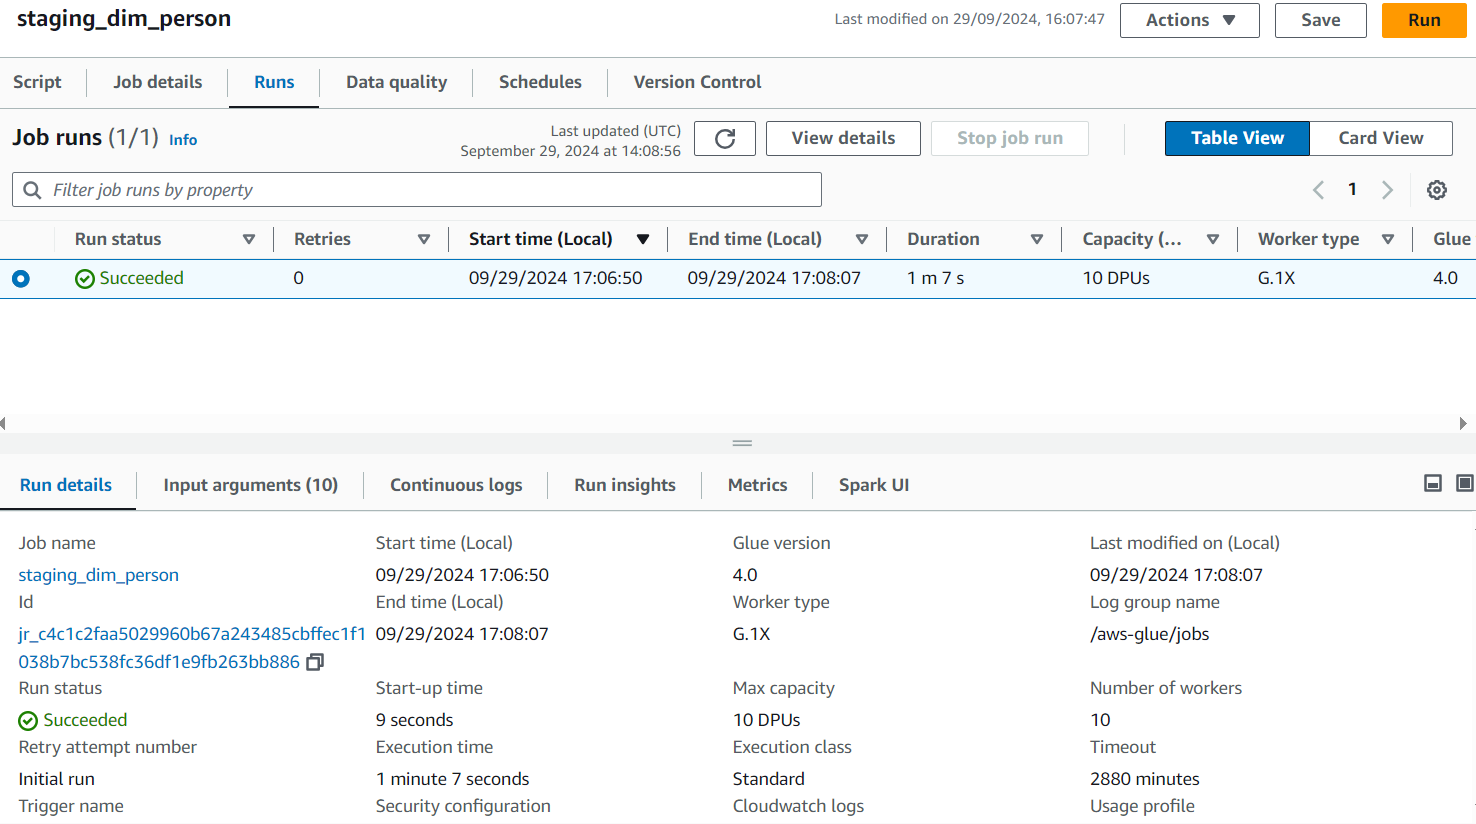 staging_dim_person
Last modified on 29/09/2024, 16:07:47
Actions
Save
Run
Script
Job details
Runs
Data quality
Schedules
Version Control
Job runs (1/1) Info
Last updated (UTC)
September 29, 2024 at 14:08:56
View details
Stop job run
Table View
Card View
Filter job runs by property
1
Run status
Retries
Start time (Local)
End time (Local)
Duration
Capacity (...
Worker type
Glue
Succeeded
0
09/29/2024 17:06:50
09/29/2024 17:08:07
1 m 7 s
10 DPUs
G.1X
4.0
Run details
Input arguments (10)
Continuous logs
Run insights
Metrics
Spark UI
Job name
Start time (Local)
Glue version
Last modified on (Local)
staging_dim_person
09/29/2024 17:06:50
4.0
09/29/2024 17:08:07
Id
End time (Local)
Worker type
Log group name
jr_c4c1c2faa5029960b67a243485cbffec1f1
038b7bc538fc36df1e9fb263bb886
09/29/2024 17:08:07
G.1X
/aws-glue/jobs
Run status
Start-up time
Max capacity
Number of workers
Succeeded
9 seconds
10 DPUs
10
Retry attempt number
Execution time
Execution class
Timeout
Initial run
1 minute 7 seconds
Standard
2880 minutes
Trigger name
Security configuration
Cloudwatch logs
Usage profile